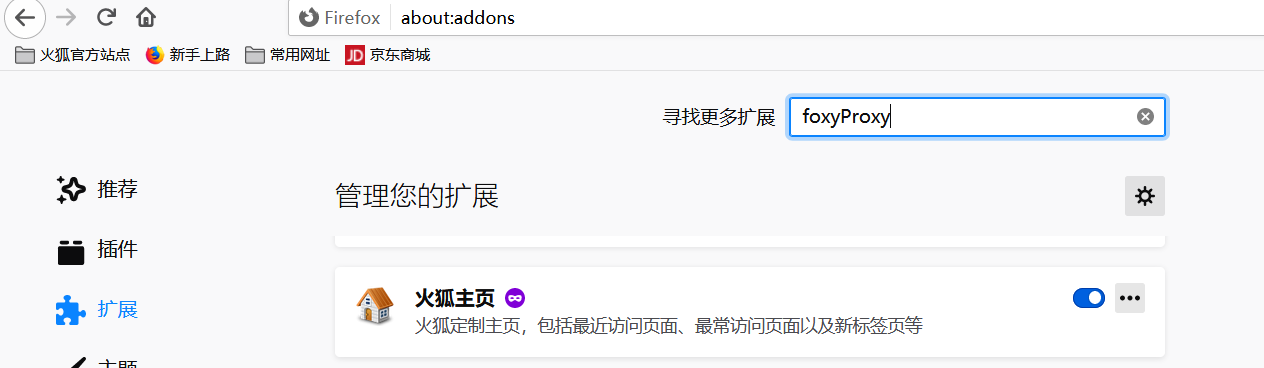 Firefox about:addons
火狐官方站点 新手上路 常用网址 JD 京东商城
寻找更多扩展 foxyProxy
推荐
管理您的扩展
插件
扩展
火狐主页
火狐定制主页，包括最近访问页面、最常访问页面以及新标签页等
主题